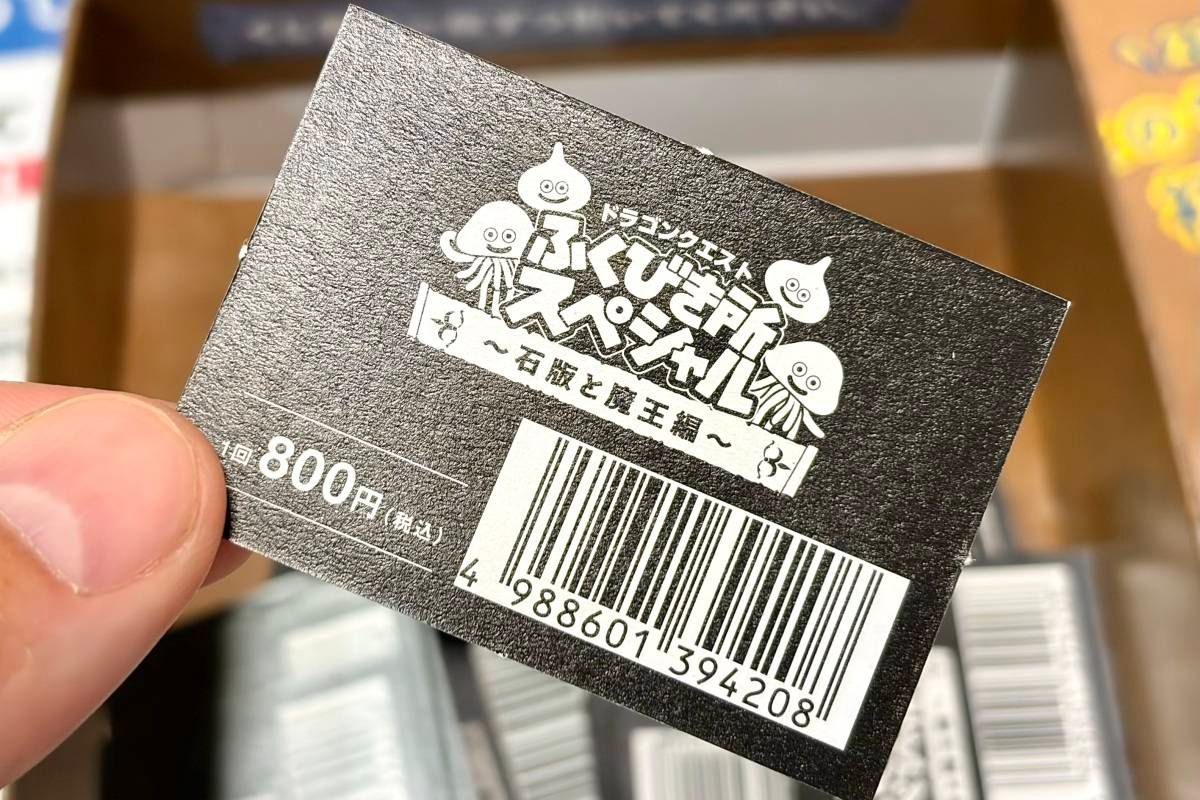 ドラゴンクエスト
ふくびき所
スペシャル
～石版と魔王編～
1回 800円(税込)
4 988601 394208